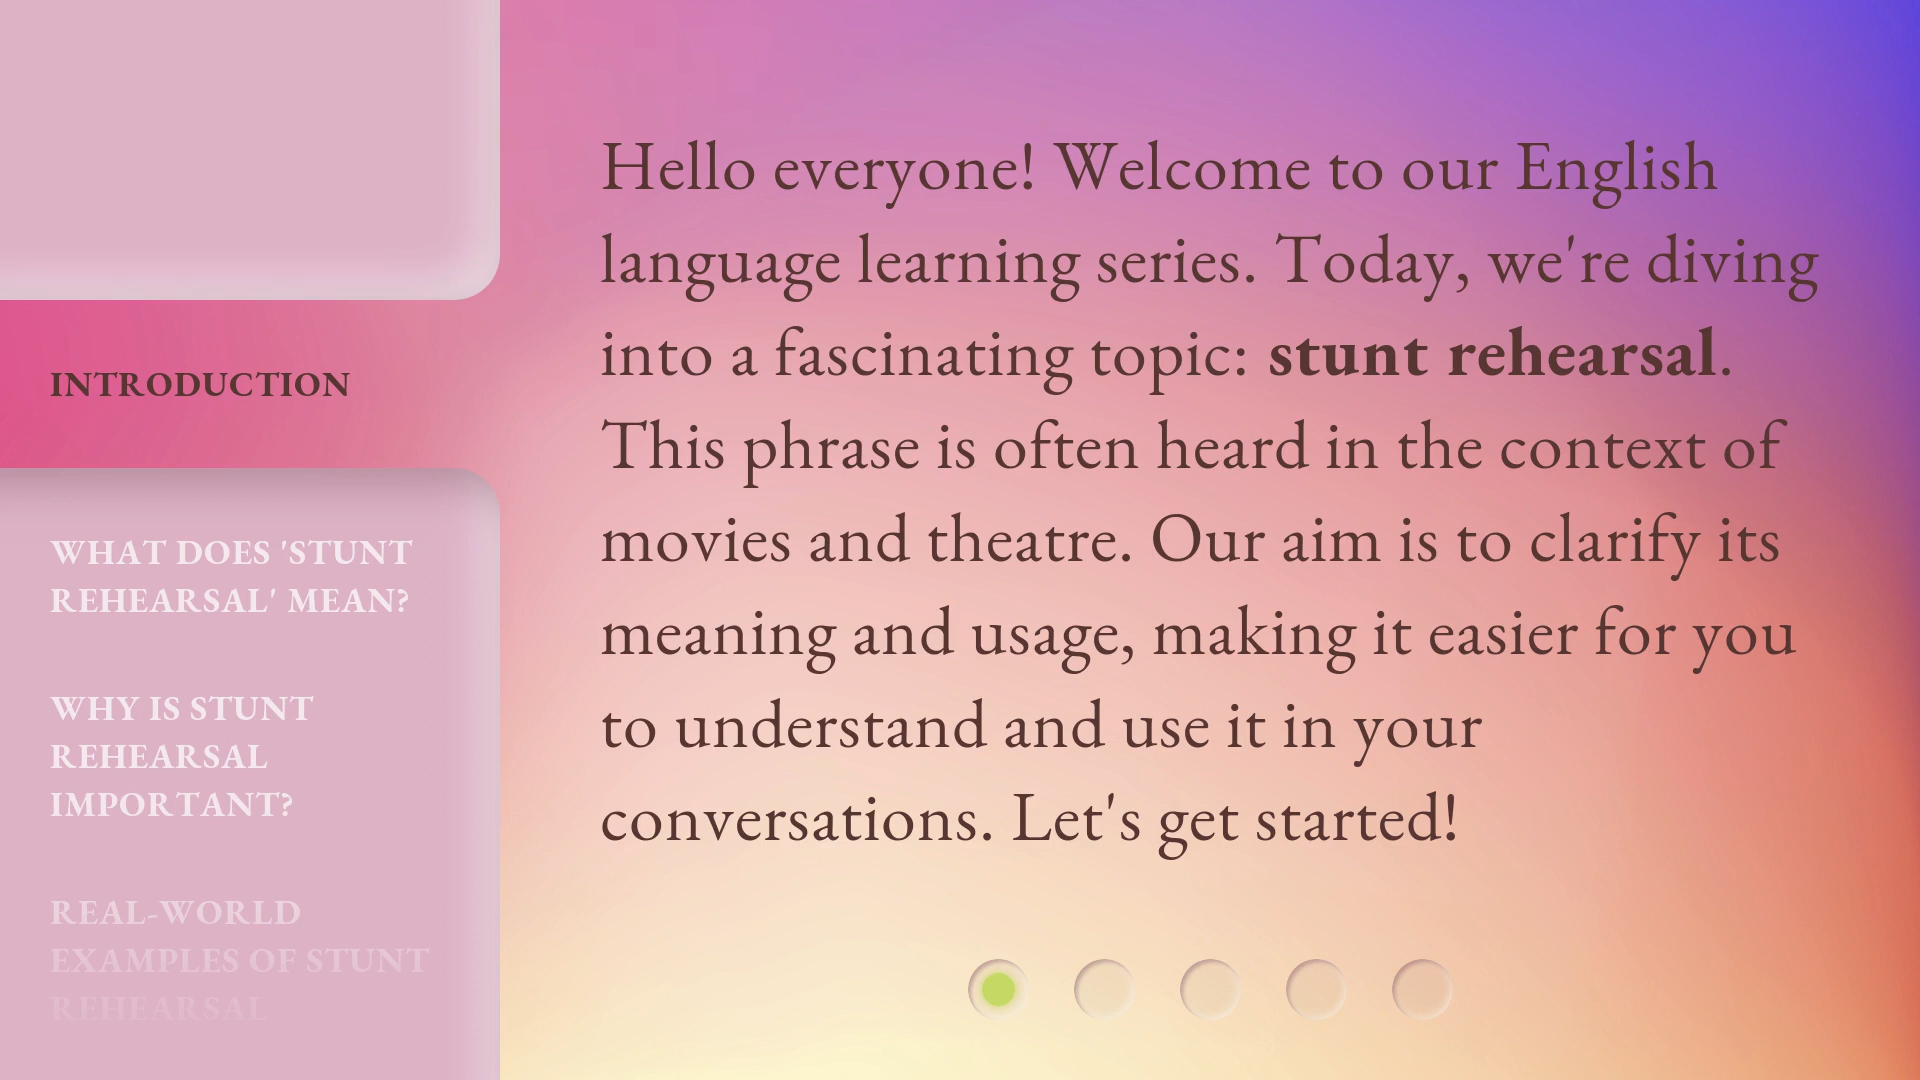 INTRODUCTION
WHAT DOES 'STUNT
REHEARSAL' MEAN?
WHY IS STUNT
REHEARSAL
IMPORTANT?
REAL-WORLD
EXAMPLES OF STUNT
REHEARSAL
Hello everyone! Welcome to our English
language learning series. Today, we're diving
into a fascinating topic: stunt rehearsal.
This phrase is often heard in the context of
movies and theatre. Our aim is to clarify its
meaning and usage, making it easier for you
to understand and use it in your
conversations. Let's get started!